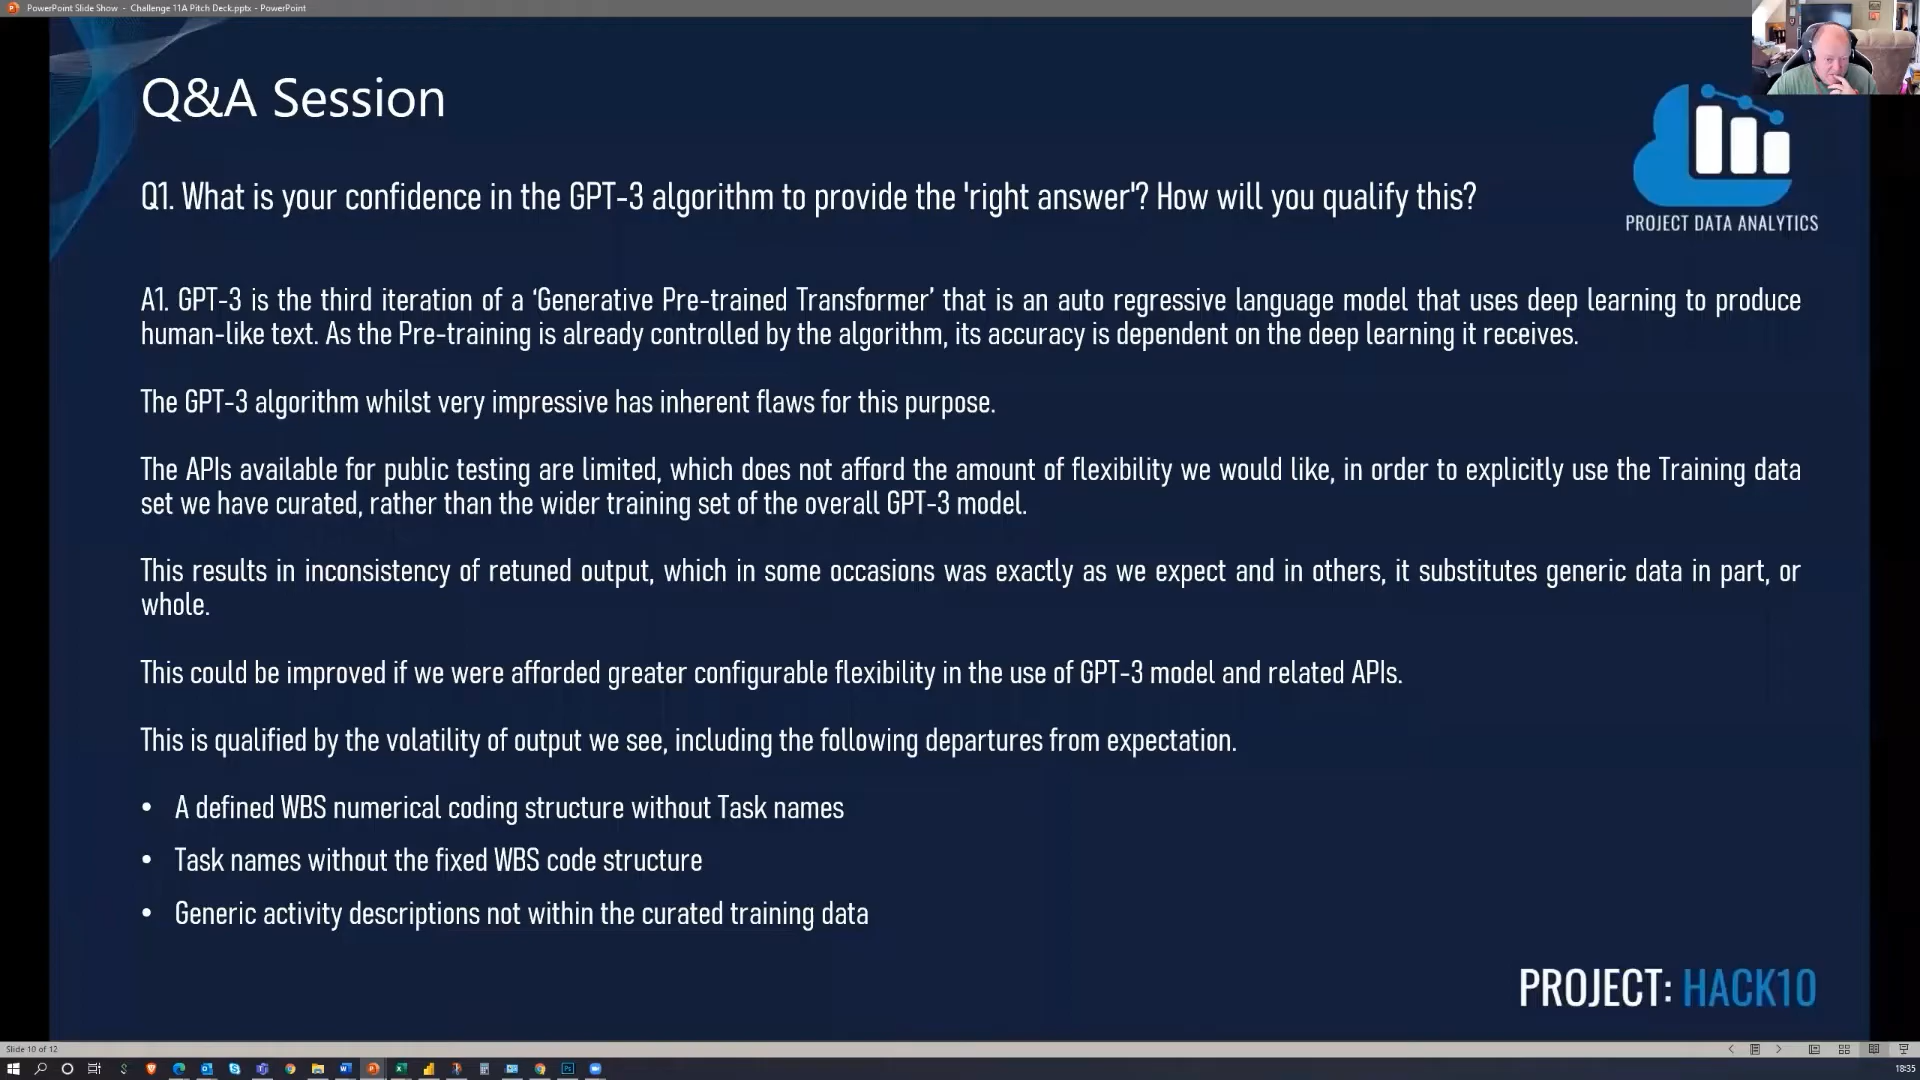 PowerPoint Slide Show - Challenge 11A Pitch Deck.pptx - PowerPoint
Q&A Session
Q1. What is your confidence in the GPT-3 algorithm to provide the 'right answer'? How will you qualify this?
PROJECT DATA ANALYTICS
A1. GPT-3 is the third iteration of a ‘Generative Pre-trained Transformer’ that is an auto regressive language model that uses deep learning to produce
human-like text. As the Pre-training is already controlled by the algorithm, its accuracy is dependent on the deep learning it receives.
The GPT-3 algorithm whilst very impressive has inherent flaws for this purpose.
The APIs available for public testing are limited, which does not afford the amount of flexibility we would like, in order to explicitly use the Training data
set we have curated, rather than the wider training set of the overall GPT-3 model.
This results in inconsistency of retuned output, which in some occasions was exactly as we expect and in others, it substitutes generic data in part, or
whole.
This could be improved if we were afforded greater configurable flexibility in the use of GPT-3 model and related APIs.
This is qualified by the volatility of output we see, including the following departures from expectation.
• A defined WBS numerical coding structure without Task names
• Task names without the fixed WBS code structure
• Generic activity descriptions not within the curated training data
PROJECT: HACK10
Slide 10 of 12
18:35